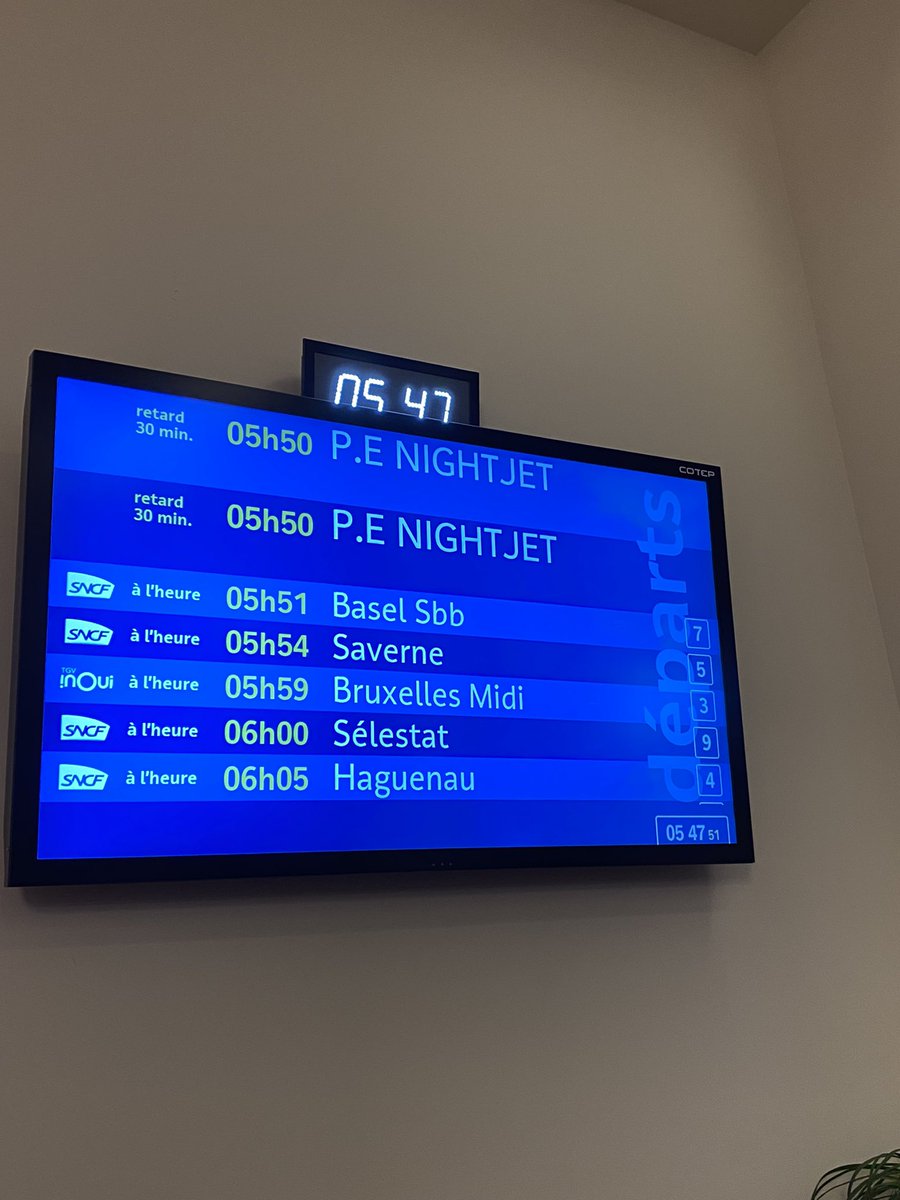 05 47
COTEP
retard
30 min. 05h50 P.E NIGHTJET
retard
30 min. 05h50 P.E NIGHTJET
SNCF à l'heure 05h51 Basel Sbb 7
SNCF à l'heure 05h54 Saverne 5
TGV
inOui à l'heure 05h59 Bruxelles Midi 3
SNCF à l'heure 06h00 Sélestat 9
SNCF à l'heure 06h05 Haguenau 4
départs
05 47 51